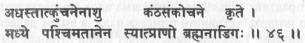 अधस्तात्कुंचनेनाशु कंठसंकोचने कृते ।
मध्ये पश्चिमतानेन स्यात्प्राणो ब्रह्मनाडिगः ॥ ४६ ॥